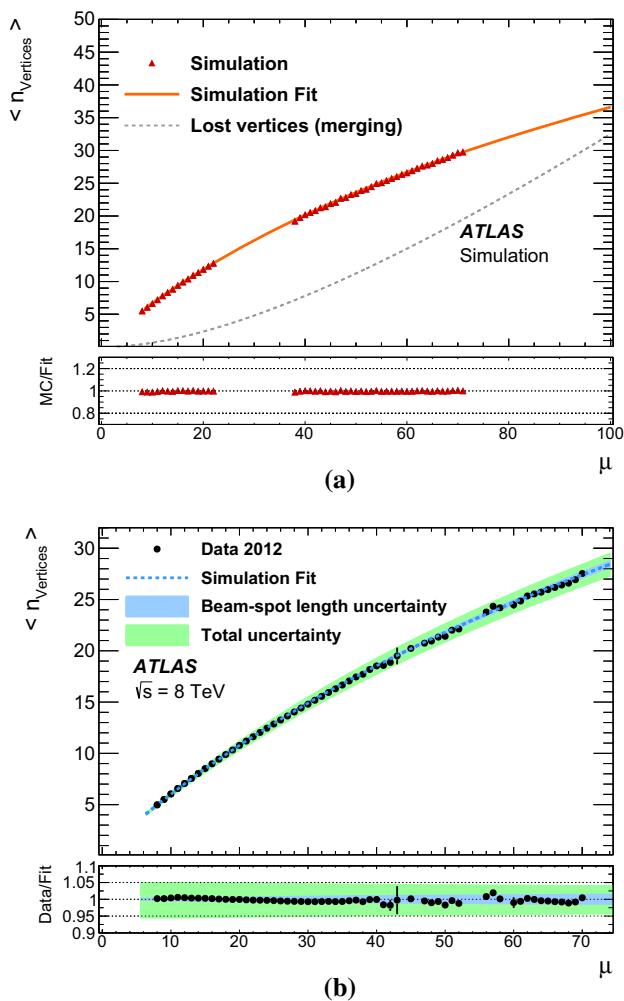 < n_Vertices >
50
45
40
35
30
25
20
15
10
5
Simulation
Simulation Fit
Lost vertices (merging)
ATLAS
Simulation
MC/Fit
1.2
1
0.8
0 20 40 60 80 100
μ
(a)
< n_Vertices >
30
25
20
15
10
5
Data 2012
Simulation Fit
Beam-spot length uncertainty
Total uncertainty
ATLAS
√s = 8 TeV
Data/Fit
1.1
1.05
1
0.95
0.9
0 10 20 30 40 50 60 70
μ
(b)